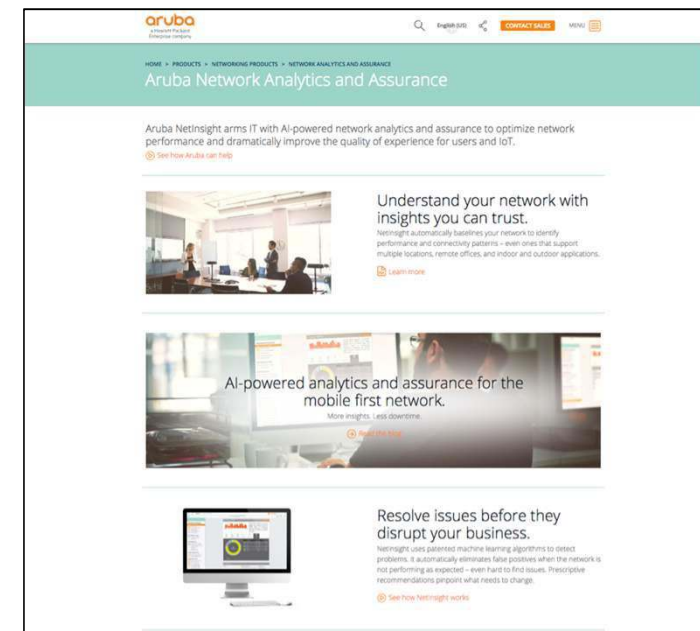 aruba
a Hewlett Packard
Enterprise company
English (US)
CONTACT SALES
MENU
HOME > PRODUCTS > NETWORKING PRODUCTS > NETWORK ANALYTICS AND ASSURANCE
Aruba Network Analytics and Assurance
Aruba NetInsight arms IT with AI-powered network analytics and assurance to optimize network
performance and dramatically improve the quality of experience for users and IoT.
See how Aruba can help
Understand your network with
insights you can trust.
NetInsight automatically baselines your network to identify
performance and connectivity patterns – even ones that support
multiple locations, remote offices, and indoor and outdoor applications.
Learn more
AI-powered analytics and assurance for the
mobile first network.
More insights. Less downtime.
Read the blog
Resolve issues before they
disrupt your business.
NetInsight uses patented machine learning algorithms to detect
problems. It automatically eliminates false positives when the network is
not performing as expected – even hard to find issues. Prescriptive
recommendations pinpoint what needs to change.
See how NetInsight works